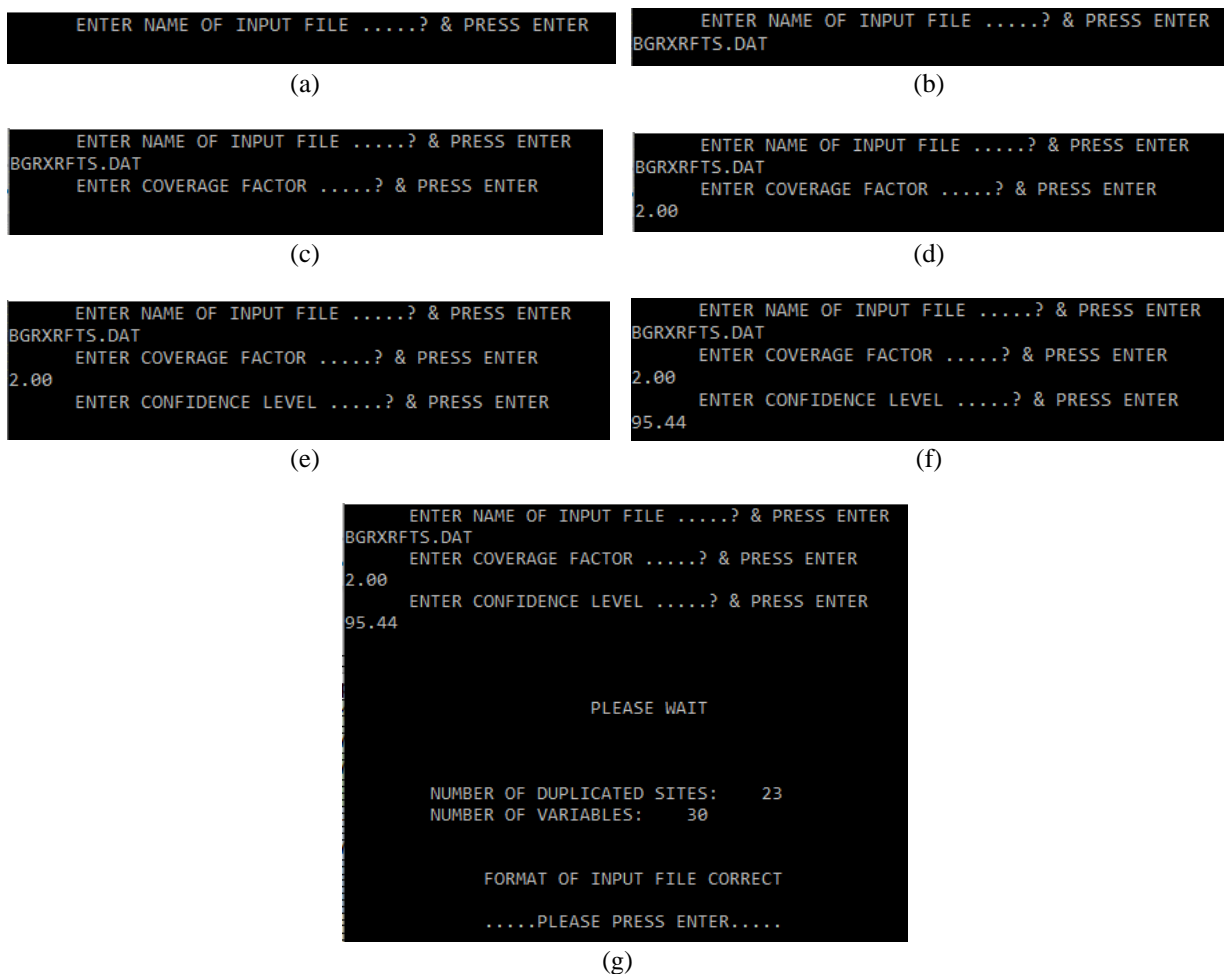 ENTER NAME OF INPUT FILE .....? & PRESS ENTER
(a)
ENTER NAME OF INPUT FILE .....? & PRESS ENTER
BGRXRFTS.DAT
(b)
ENTER NAME OF INPUT FILE .....? & PRESS ENTER
BGRXRFTS.DAT
ENTER COVERAGE FACTOR .....? & PRESS ENTER
(c)
ENTER NAME OF INPUT FILE .....? & PRESS ENTER
BGRXRFTS.DAT
ENTER COVERAGE FACTOR .....? & PRESS ENTER
2.00
(d)
ENTER NAME OF INPUT FILE .....? & PRESS ENTER
BGRXRFTS.DAT
ENTER COVERAGE FACTOR .....? & PRESS ENTER
2.00
ENTER CONFIDENCE LEVEL .....? & PRESS ENTER
(e)
ENTER NAME OF INPUT FILE .....? & PRESS ENTER
BGRXRFTS.DAT
ENTER COVERAGE FACTOR .....? & PRESS ENTER
2.00
ENTER CONFIDENCE LEVEL .....? & PRESS ENTER
95.44
(f)
ENTER NAME OF INPUT FILE .....? & PRESS ENTER
BGRXRFTS.DAT
ENTER COVERAGE FACTOR .....? & PRESS ENTER
2.00
ENTER CONFIDENCE LEVEL .....? & PRESS ENTER
95.44
PLEASE WAIT
NUMBER OF DUPLICATED SITES: 23
NUMBER OF VARIABLES: 30
FORMAT OF INPUT FILE CORRECT
.....PLEASE PRESS ENTER.....
(g)